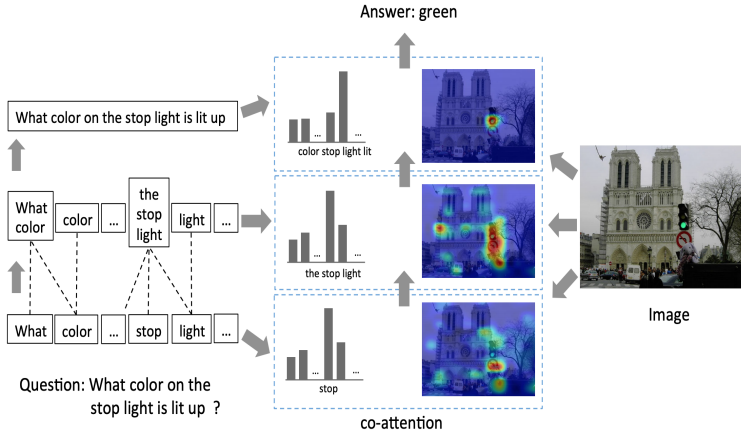 Answer: green
What color on the stop light is lit up
... ...
color stop light lit
What
color
color
...
the
stop
light
light
...
... ...
the stop light
What
color
...
stop
light
...
... ...
stop
Image
Question: What color on the
stop light is lit up ?
co-attention